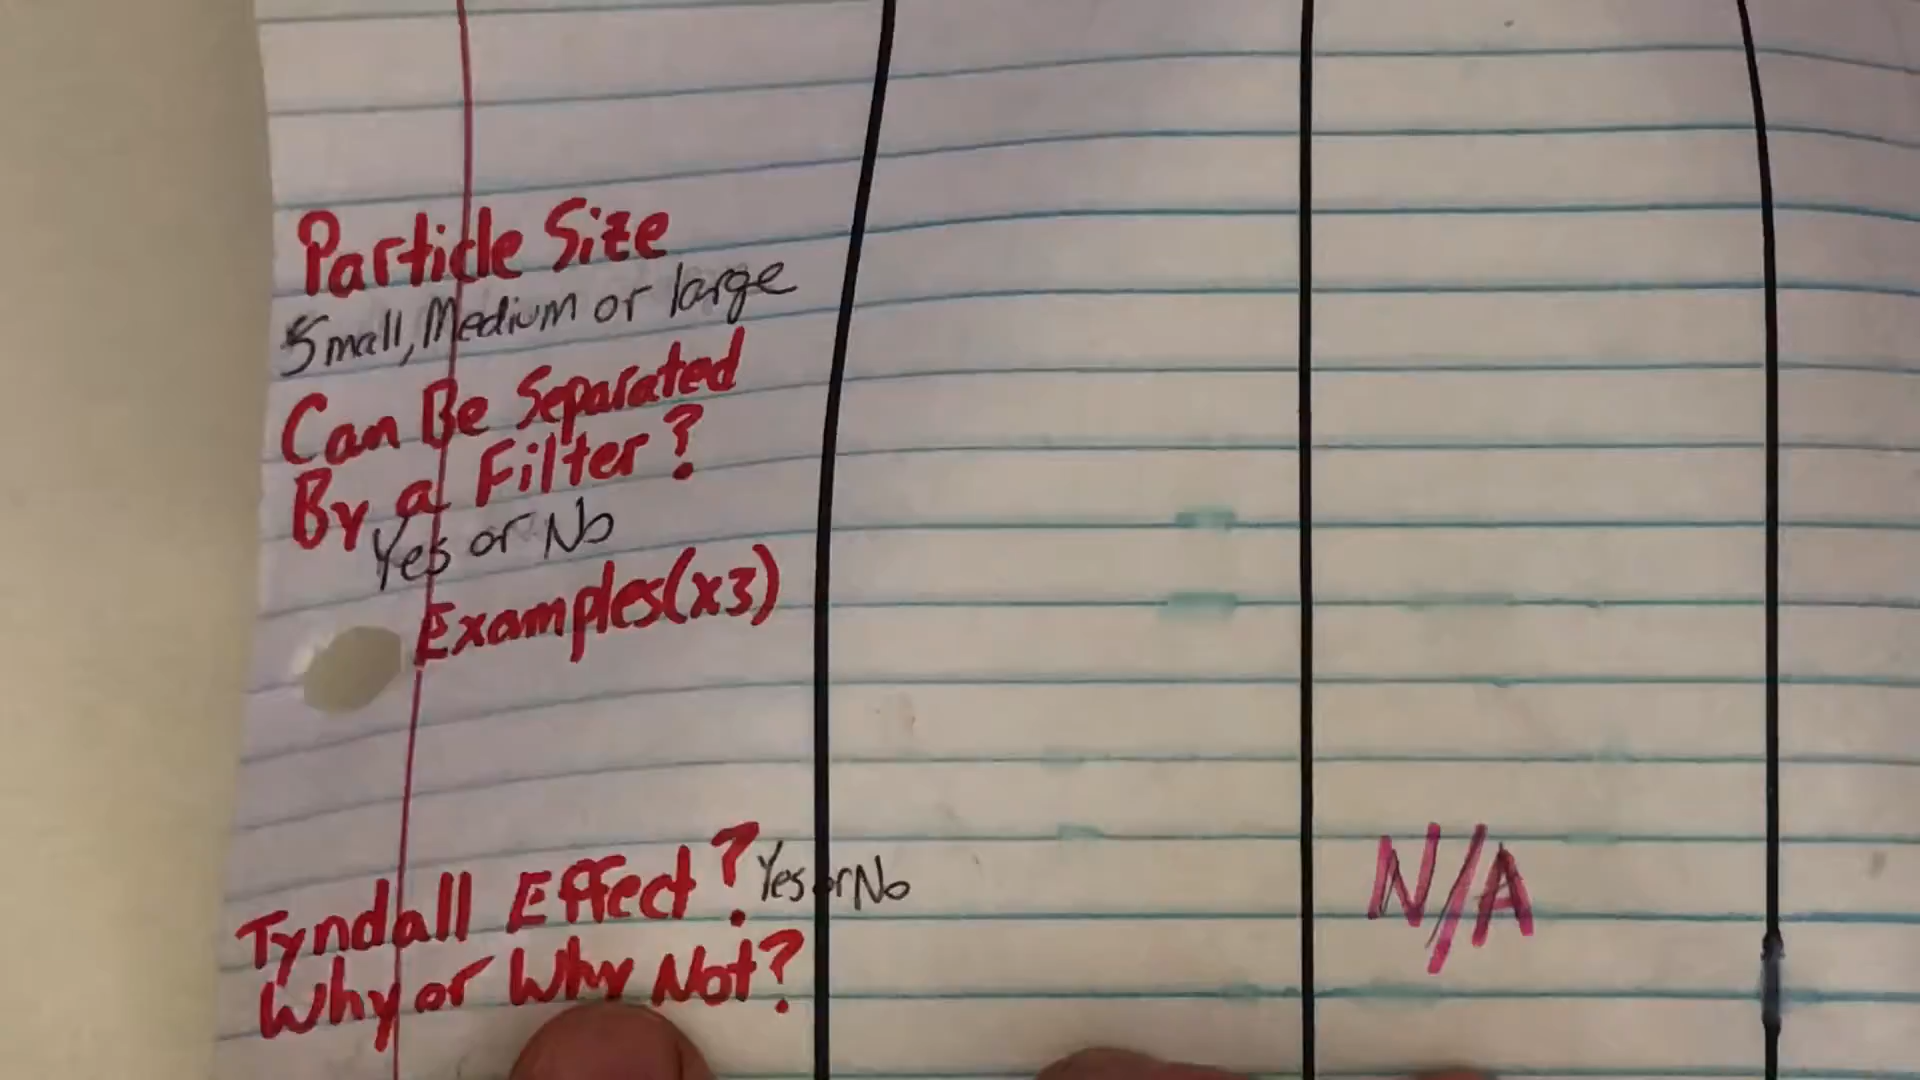 Particle Size
Small, Medium or large
Can Be Separated
By a Filter?
Yes or No
Examples(x3)
Tyndall Effect? Yes or No
N/A
Why or Why Not?